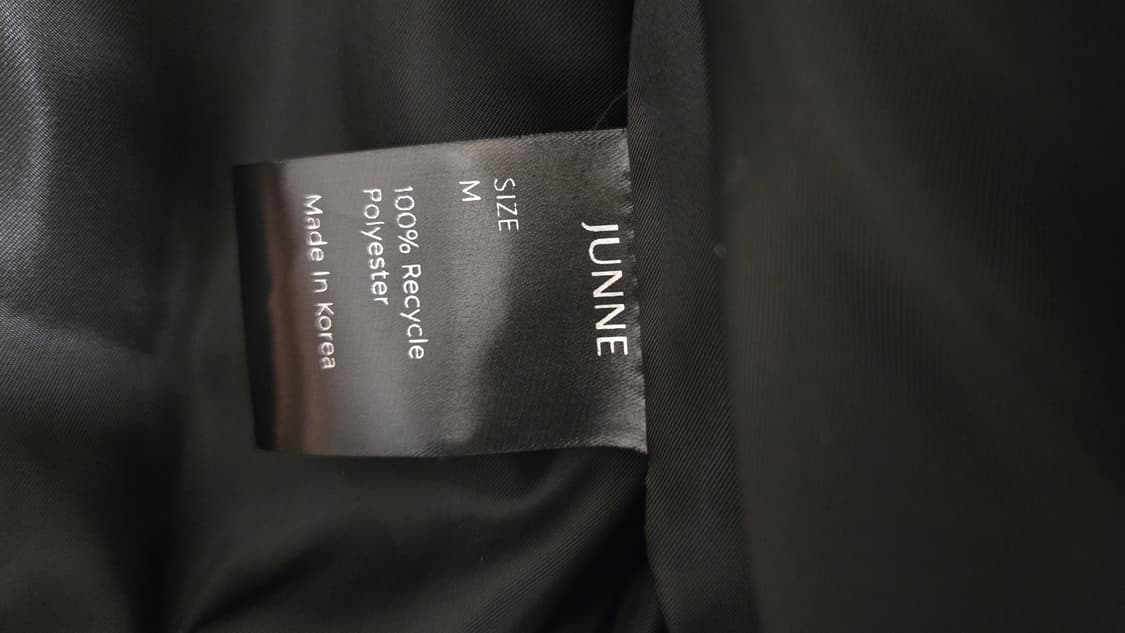 JUNNE
SIZE
M
100% Recycle
Polyester
Made In Korea